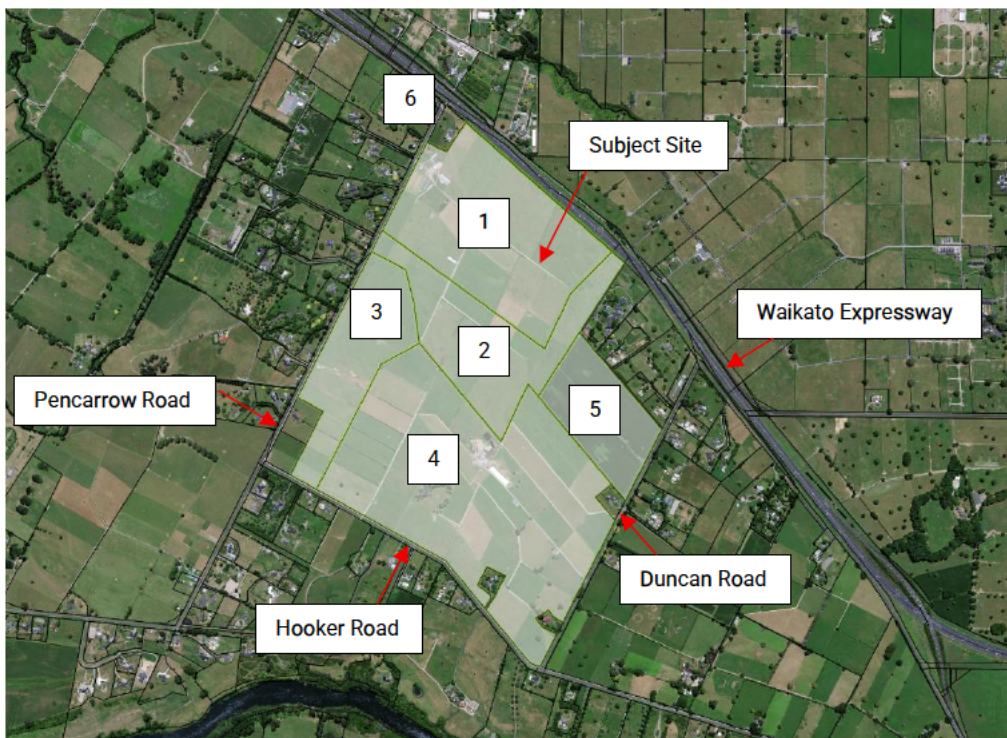 6
Subject Site
1
3
Waikato Expressway
2
Pencarrow Road
5
4
Duncan Road
Hooker Road